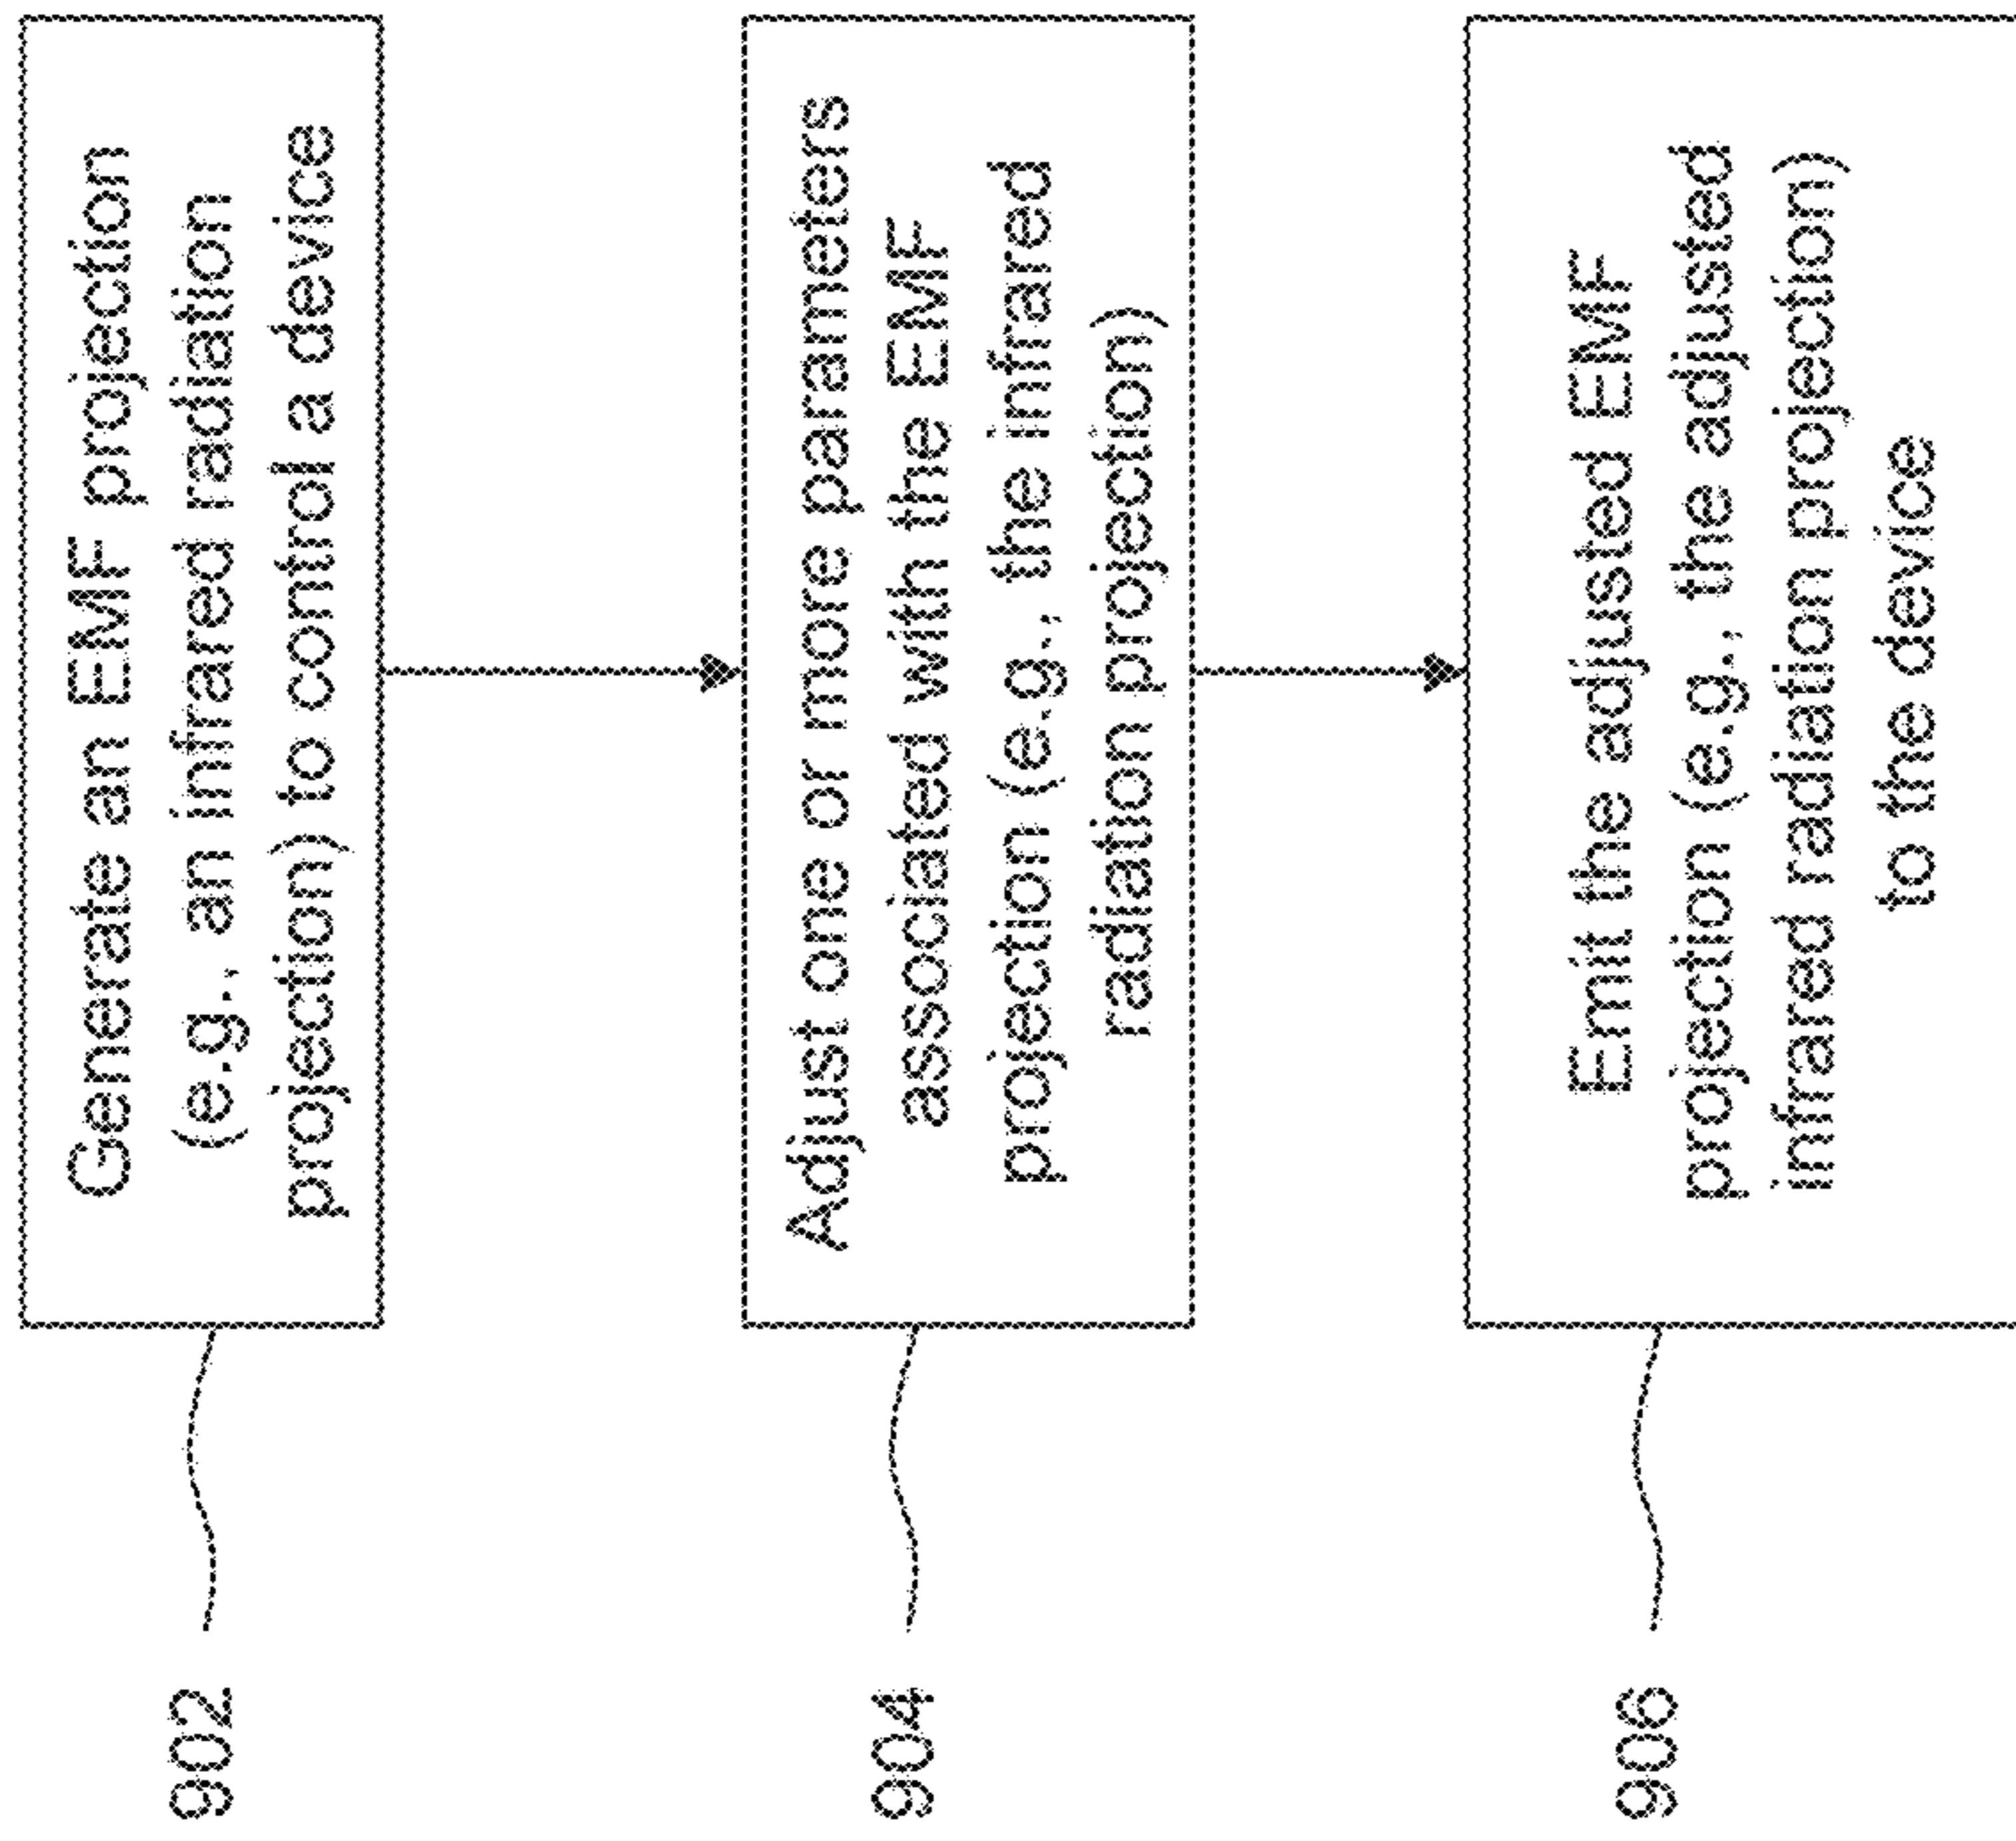 902
Generate an EMF projection
(e.g., an infrared radiation
projection) to control a device
904
Adjust one or more parameters
associated with the EMF
projection (e.g., the infrared
radiation projection)
906
Emit the adjusted EMF
projection (e.g., the adjusted
infrared radiation projection)
to the device